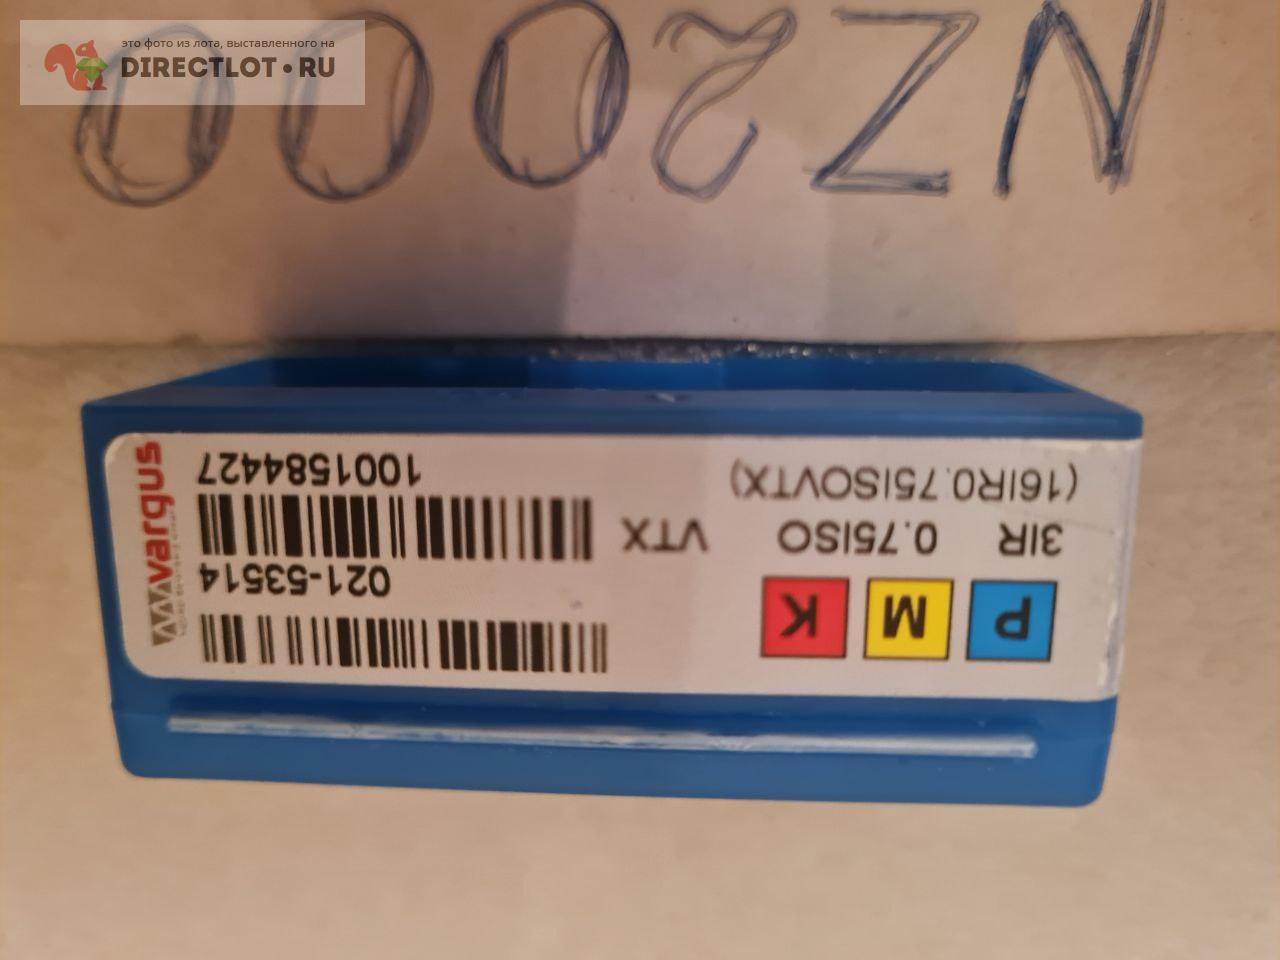 это фото из лота, выставленного на
DIRECTLOT•RU
P M K
021-53514
3IR 0.75ISO VTX
(16IR0.75ISOVTX)
1001584427
vargus
NZ2000